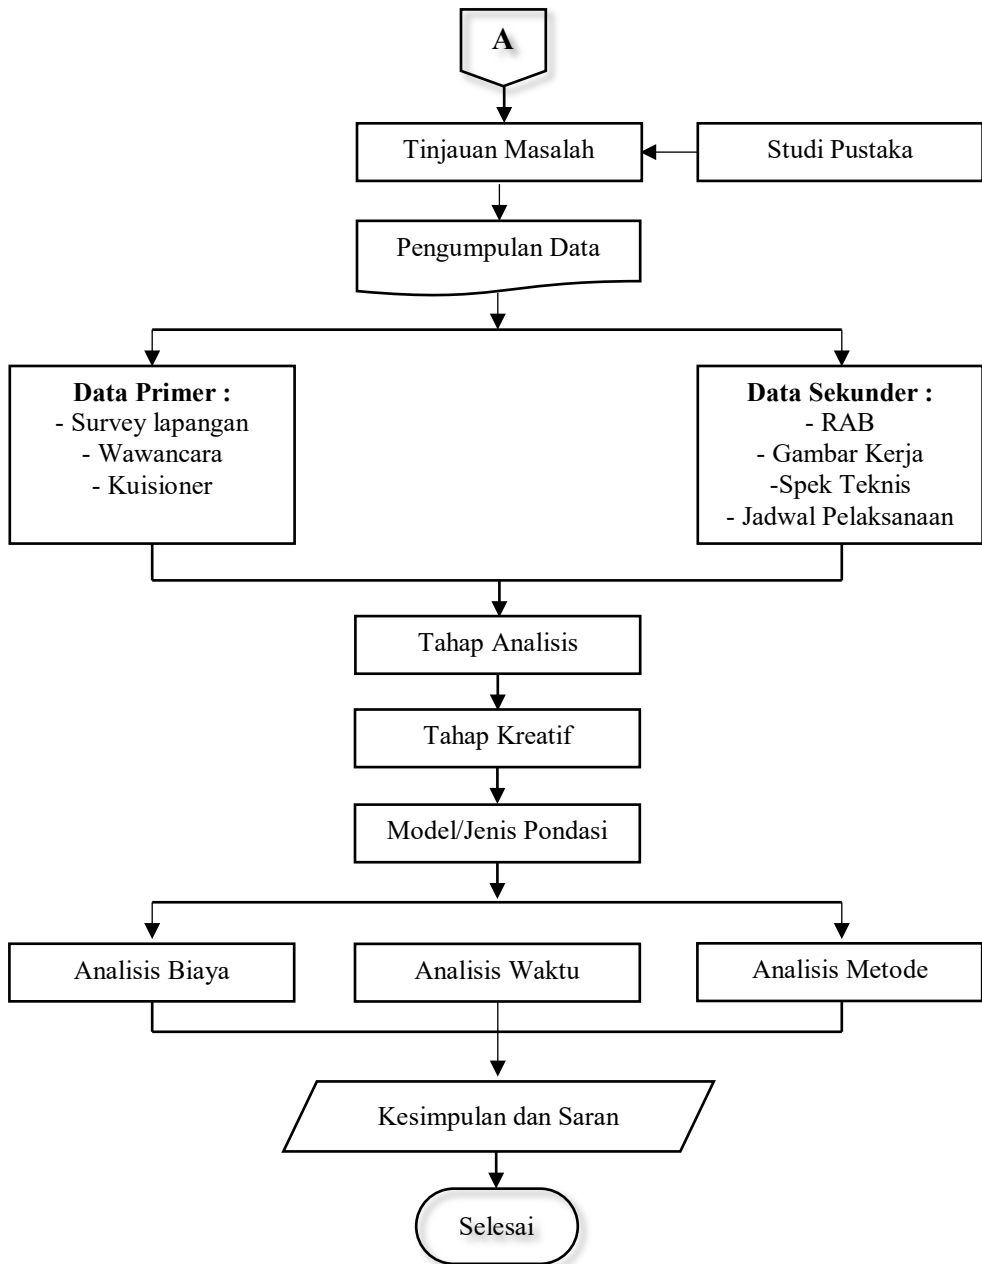 A
Tinjauan Masalah
Studi Pustaka
Pengumpulan Data
Data Primer :
- Survey lapangan
- Wawancara
- Kuisioner
Data Sekunder :
- RAB
- Gambar Kerja
-Spek Teknis
- Jadwal Pelaksanaan
Tahap Analisis
Tahap Kreatif
Model/Jenis Pondasi
Analisis Biaya
Analisis Waktu
Analisis Metode
Kesimpulan dan Saran
Selesai